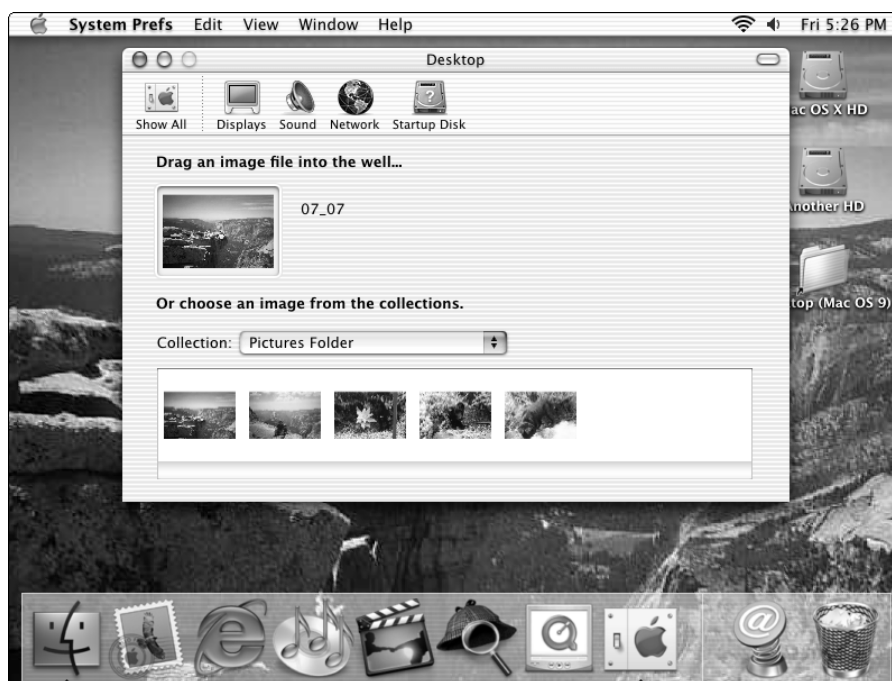 System Prefs Edit View Window Help Fri 5:26 PM
Desktop
Show All Displays Sound Network Startup Disk
Drag an image file into the well...
07_07
Or choose an image from the collections.
Collection: Pictures Folder
ac OS X HD
nother HD
top (Mac OS 9)